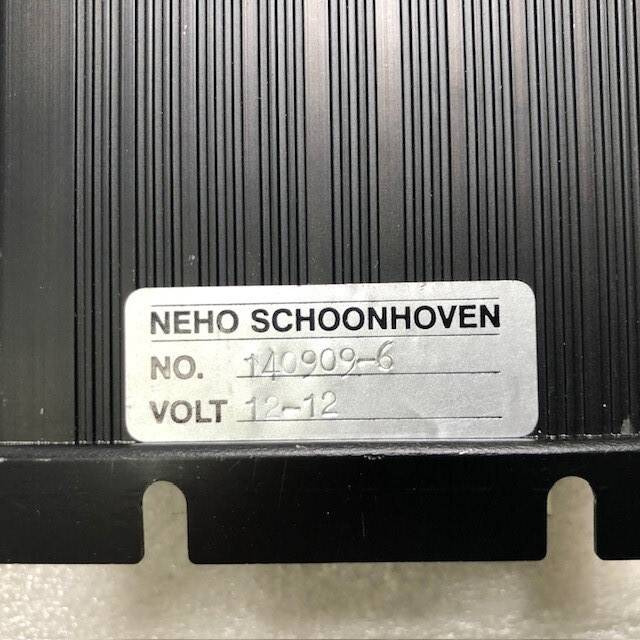 NEHO SCHOONHOVEN
NO. 140909-6
VOLT 12-12